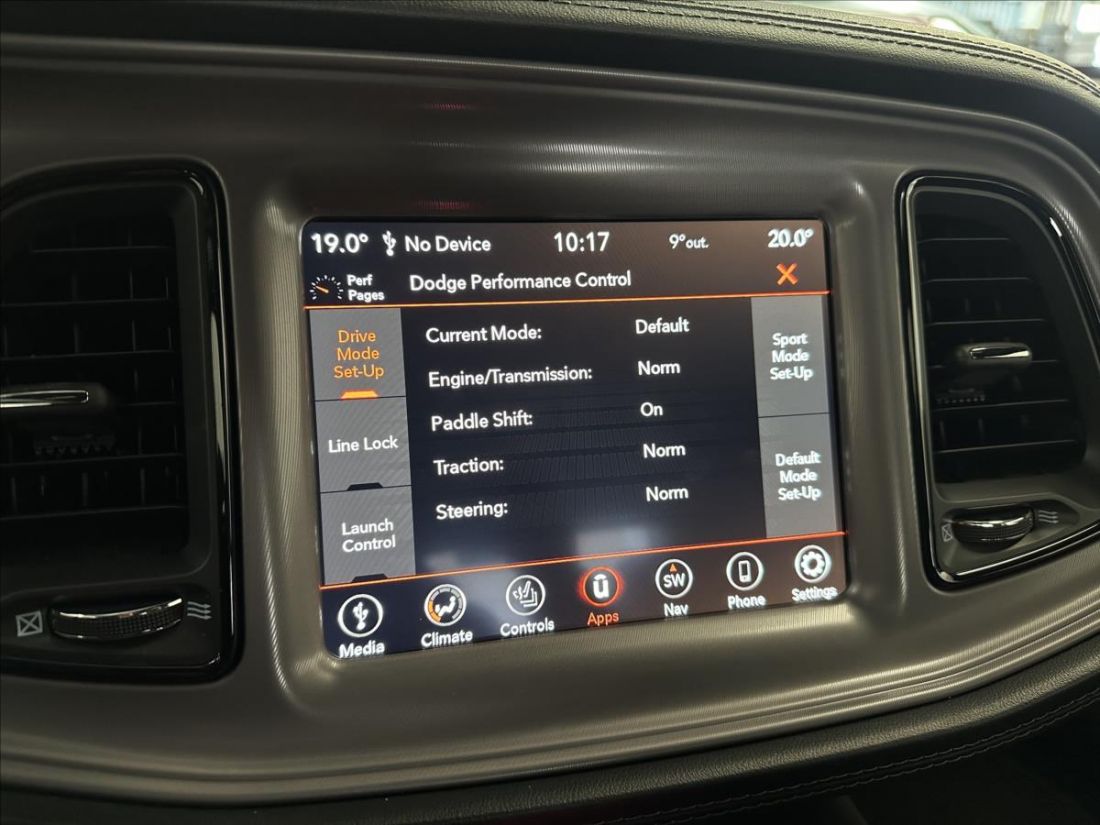 19.0° No Device 10:17 9°out. 20.0°
Perf
Pages
Dodge Performance Control
X
Drive
Mode
Set-Up
Line Lock
Launch
Control
Current Mode: Default
Engine/Transmission: Norm
Paddle Shift: On
Traction: Norm
Steering: Norm
Sport
Mode
Set-Up
Default
Mode
Set-Up
SW
Media Climate Controls Apps Nav Phone Settings